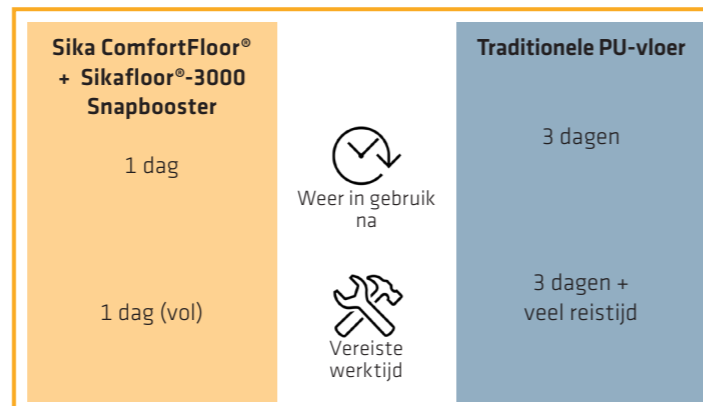 Sika ComfortFloor®
+ Sikafloor®-3000
Snapbooster
Traditionele PU-vloer
1 dag
Weer in gebruik
na
3 dagen
1 dag (vol)
Vereiste
werktijd
3 dagen +
veel reistijd